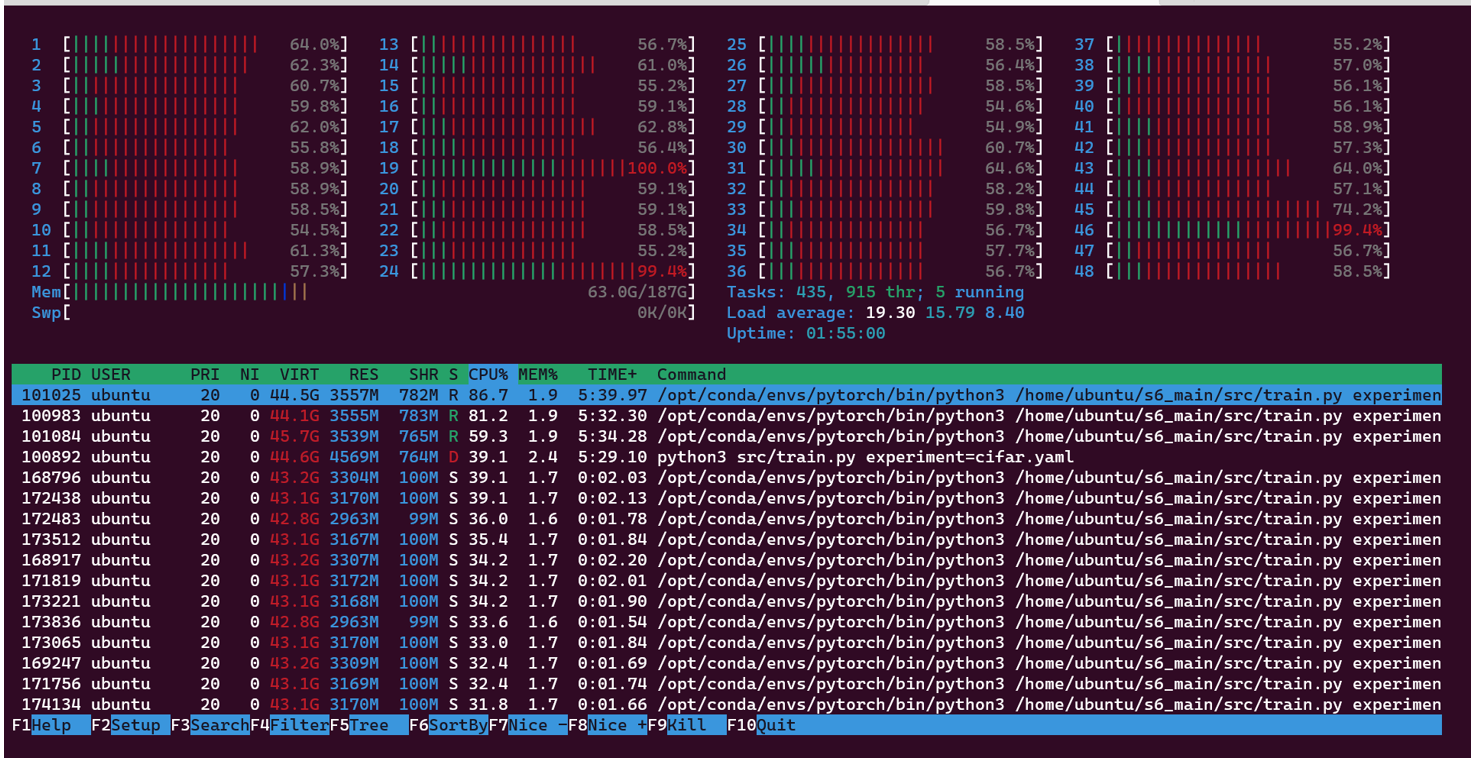 1 [||||||||||||||||||| 64.0%] 13 [|||||||||||||||| 56.7%] 25 [||||||||||||||||| 58.5%] 37 [||||||||||||||| 55.2%]
2 [|||||||||||||||||| 62.3%] 14 [|||||||||||||||||| 61.0%] 26 [|||||||||||||||| 56.4%] 38 [|||||||||||||||| 57.0%]
3 [||||||||||||||||| 60.7%] 15 [|||||||||||||||| 55.2%] 27 [||||||||||||||||| 58.5%] 39 [|||||||||||||||| 56.1%]
4 [||||||||||||||||| 59.8%] 16 [|||||||||||||||| 59.1%] 28 [|||||||||||||||| 54.6%] 40 [|||||||||||||||| 56.1%]
5 [||||||||||||||||| 62.0%] 17 [|||||||||||||||||| 62.8%] 29 [||||||||||||||| 54.9%] 41 [|||||||||||||||| 58.9%]
6 [|||||||||||||||| 55.8%] 18 [|||||||||||||||| 56.4%] 30 [|||||||||||||||||| 60.7%] 42 [|||||||||||||||| 57.3%]
7 [||||||||||||||||| 58.9%] 19 [|||||||||||||||||||||100.0%] 31 [|||||||||||||||||| 64.6%] 43 [|||||||||||||||||| 64.0%]
8 [||||||||||||||||| 58.9%] 20 [||||||||||||||||| 59.1%] 32 [||||||||||||||||| 58.2%] 44 [|||||||||||||||| 57.1%]
9 [||||||||||||||||| 58.5%] 21 [||||||||||||||||| 59.1%] 33 [||||||||||||||||| 59.8%] 45 [||||||||||||||||||||| 74.2%]
10 [|||||||||||||||| 54.5%] 22 [||||||||||||||||| 58.5%] 34 [|||||||||||||||| 56.7%] 46 [||||||||||||||||||||||99.4%]
11 [|||||||||||||||||| 61.3%] 23 [|||||||||||||||| 55.2%] 35 [|||||||||||||||| 57.7%] 47 [|||||||||||||||| 56.7%]
12 [|||||||||||||||| 57.3%] 24 [||||||||||||||||||||||99.4%] 36 [|||||||||||||||| 56.7%] 48 [||||||||||||||||| 58.5%]
Mem[|||||||||||||||||||||||| 63.0G/187G] Tasks: 435, 915 thr; 5 running
Swp[ 0K/0K] Load average: 19.30 15.79 8.40
Uptime: 01:55:00
PID USER PRI NI VIRT RES SHR S CPU% MEM% TIME+ Command
101025 ubuntu 20 0 44.5G 3557M 782M R 86.7 1.9 5:39.97 /opt/conda/envs/pytorch/bin/python3 /home/ubuntu/s6_main/src/train.py experimen
100983 ubuntu 20 0 44.1G 3555M 783M R 81.2 1.9 5:32.30 /opt/conda/envs/pytorch/bin/python3 /home/ubuntu/s6_main/src/train.py experimen
101084 ubuntu 20 0 45.7G 3539M 765M R 59.3 1.9 5:34.28 /opt/conda/envs/pytorch/bin/python3 /home/ubuntu/s6_main/src/train.py experimen
100892 ubuntu 20 0 44.6G 4569M 764M D 39.1 2.4 5:29.10 python3 src/train.py experiment=cifar.yaml
168796 ubuntu 20 0 43.2G 3304M 100M S 39.1 1.7 0:02.03 /opt/conda/envs/pytorch/bin/python3 /home/ubuntu/s6_main/src/train.py experimen
172438 ubuntu 20 0 43.1G 3170M 100M S 39.1 1.7 0:02.13 /opt/conda/envs/pytorch/bin/python3 /home/ubuntu/s6_main/src/train.py experimen
172483 ubuntu 20 0 42.8G 2963M 99M S 36.0 1.6 0:01.78 /opt/conda/envs/pytorch/bin/python3 /home/ubuntu/s6_main/src/train.py experimen
173512 ubuntu 20 0 43.1G 3167M 100M S 35.4 1.7 0:01.84 /opt/conda/envs/pytorch/bin/python3 /home/ubuntu/s6_main/src/train.py experimen
168917 ubuntu 20 0 43.2G 3307M 100M S 34.2 1.7 0:02.20 /opt/conda/envs/pytorch/bin/python3 /home/ubuntu/s6_main/src/train.py experimen
171819 ubuntu 20 0 43.1G 3172M 100M S 34.2 1.7 0:02.01 /opt/conda/envs/pytorch/bin/python3 /home/ubuntu/s6_main/src/train.py experimen
173221 ubuntu 20 0 43.1G 3168M 100M S 34.2 1.7 0:01.90 /opt/conda/envs/pytorch/bin/python3 /home/ubuntu/s6_main/src/train.py experimen
173836 ubuntu 20 0 42.8G 2963M 99M S 33.6 1.6 0:01.54 /opt/conda/envs/pytorch/bin/python3 /home/ubuntu/s6_main/src/train.py experimen
173065 ubuntu 20 0 43.1G 3170M 100M S 33.0 1.7 0:01.84 /opt/conda/envs/pytorch/bin/python3 /home/ubuntu/s6_main/src/train.py experimen
169247 ubuntu 20 0 43.2G 3309M 100M S 32.4 1.7 0:01.69 /opt/conda/envs/pytorch/bin/python3 /home/ubuntu/s6_main/src/train.py experimen
171756 ubuntu 20 0 43.1G 3169M 100M S 32.4 1.7 0:01.74 /opt/conda/envs/pytorch/bin/python3 /home/ubuntu/s6_main/src/train.py experimen
174134 ubuntu 20 0 43.1G 3170M 100M S 31.8 1.7 0:01.66 /opt/conda/envs/pytorch/bin/python3 /home/ubuntu/s6_main/src/train.py experimen
F1Help F2Setup F3SearchF4FilterF5Tree F6SortByF7Nice -F8Nice +F9Kill F10Quit